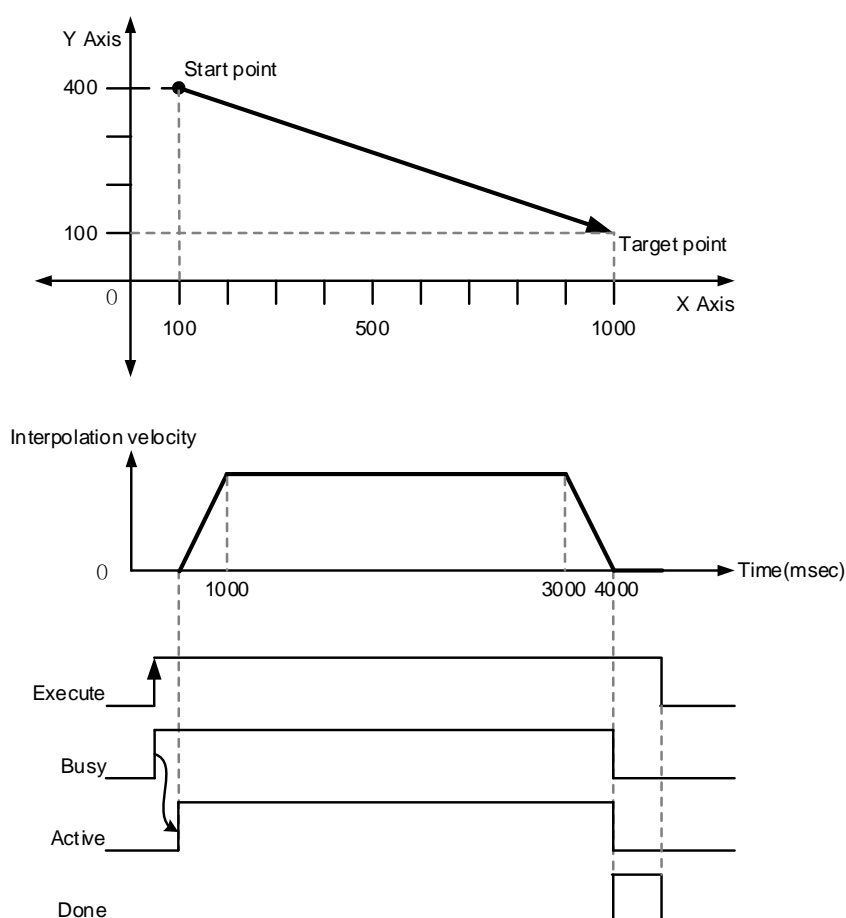 Y Axis
Start point
400
100
Target point
0
X Axis
100 500 1000
Interpolation velocity
0
Time(msec)
1000 3000 4000
Execute
Busy
Active
Done